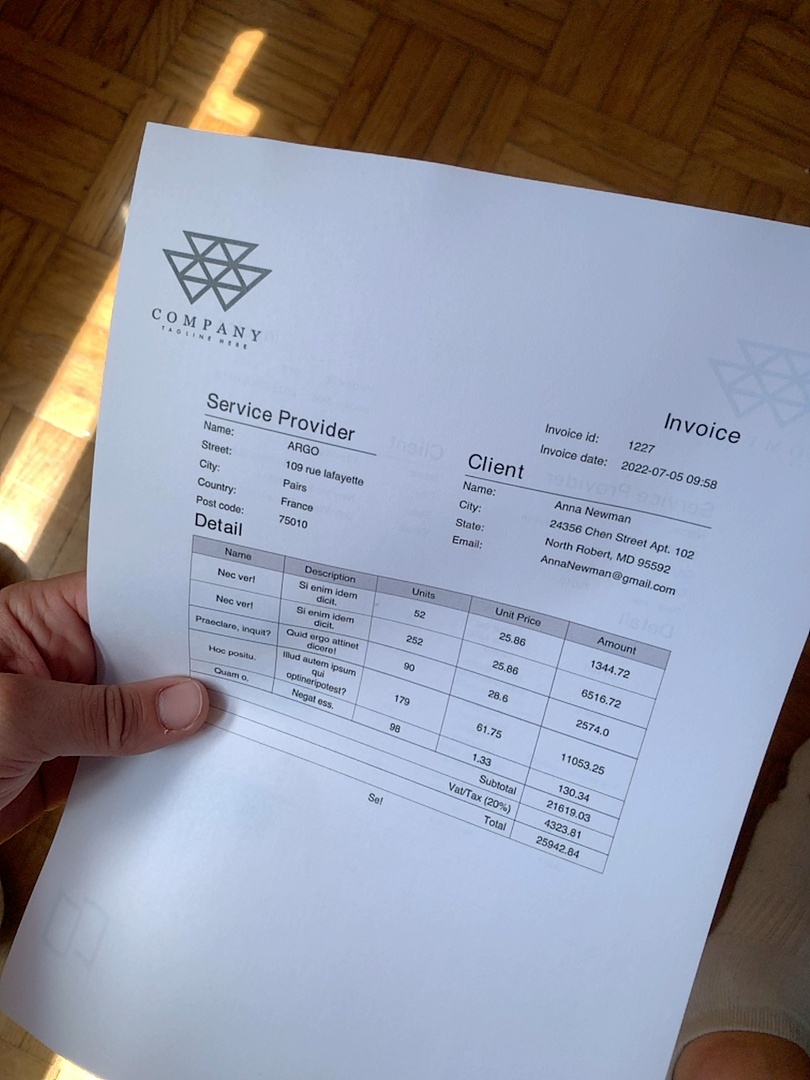 COMPANY
TAGLINE HERE
Invoice
Invoice id: 1227
Invoice date: 2022-07-05 09:58
Service Provider
Name: ARGO
Street: 109 rue lafayette
City: Pairs
Country: France
Post code: 75010
Client
Name: Anna Newman
City: 24356 Chen Street Apt. 102
State: North Robert, MD 95592
Email: AnnaNewman@gmail.com
Detail
Name Description Units Unit Price Amount
Nec ver! Si enim idem dicit. 52 25.86 1344.72
Nec ver! Si enim idem dicit. 252 25.86 6516.72
Praeclare, inquit? Quid ergo attinet dicere! 90 28.6 2574.0
Hoc positu. Illud autem ipsum qui optineripotest? 179 61.75 11053.25
Quam o. Negat ess. 98 1.33 130.34
Subtotal 21619.03
Vat/Tax (20%) 4323.81
Total 25942.84
Se!